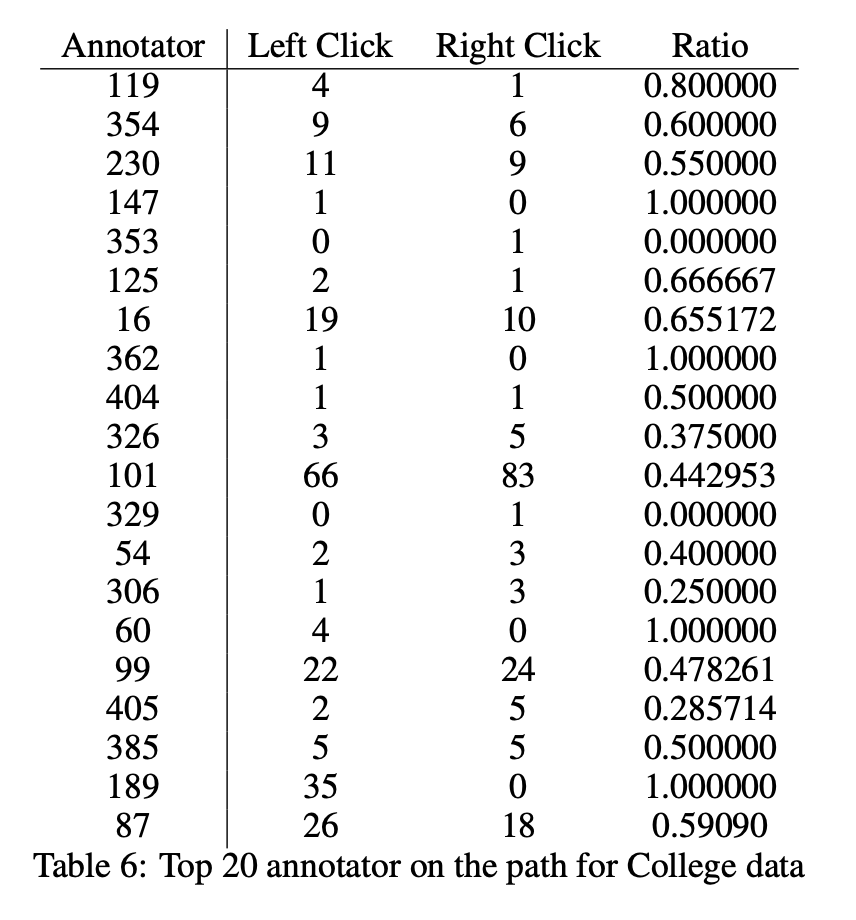 Annotator Left Click Right Click Ratio
119 4 1 0.800000
354 9 6 0.600000
230 11 9 0.550000
147 1 0 1.000000
353 0 1 0.000000
125 2 1 0.666667
16 19 10 0.655172
362 1 0 1.000000
404 1 1 0.500000
326 3 5 0.375000
101 66 83 0.442953
329 0 1 0.000000
54 2 3 0.400000
306 1 3 0.250000
60 4 0 1.000000
99 22 24 0.478261
405 2 5 0.285714
385 5 5 0.500000
189 35 0 1.000000
87 26 18 0.59090
Table 6: Top 20 annotator on the path for College data